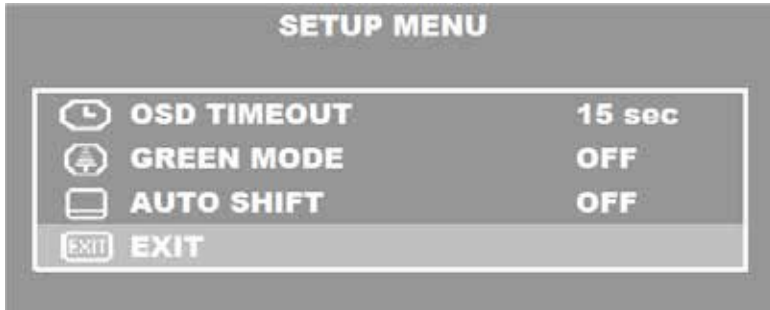 SETUP MENU
OSD TIMEOUT 15 sec
GREEN MODE OFF
AUTO SHIFT OFF
EXIT EXIT